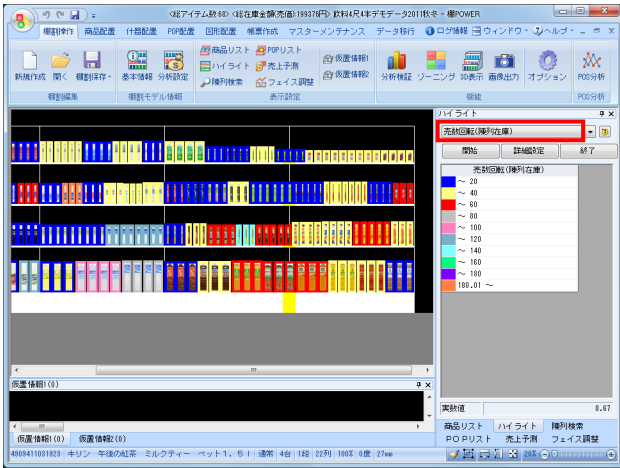 <総アイテム数:68> <総在庫金額(売価):199376円> 飲料4尺4本デモデータ2011秋冬 - 棚POWER
棚割操作 商品配置 什器配置 POP配置 図形配置 帳票作成 マスターメンテナンス データ移行 ログ情報 ウィンドウ ヘルプ
商品リスト POPリスト 仮置情報1
ハイライト 売上予測 仮置情報2
陳列検索 フェイス調整
新規作成 開く 棚割保存 基本情報 分析設定 分析検証 ゾーニング 3D表示 画像出力 オプション POS分析
棚割編集 棚割モデル情報 表示設定 機能 POS分析
ハイライト
売数回転(陳列在庫)
開始 詳細設定 終了
売数回転(陳列在庫)
~ 20
~ 40
~ 60
~ 80
~ 100
~ 120
~ 140
~ 160
~ 180
180.01 ~
仮置情報1(0)
実数値 8.67
商品リスト ハイライト 陳列検索
POPリスト 売上予測 フェイス調整
仮置情報1(0) 仮置情報2(0)
4909411031923 キリン 午後の紅茶 ミルクティー ペット1.5l 通常 4台 1段 22列 100% 0度 27mm
20%